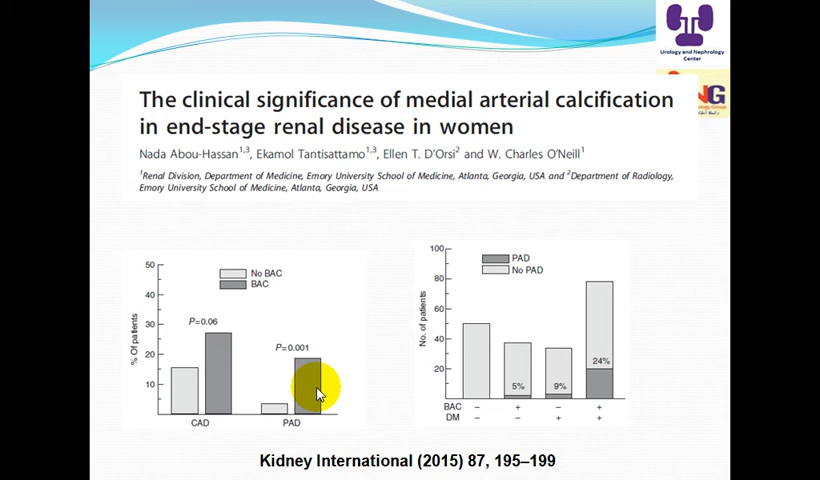 Urology and Nephrology
Center
NG
The clinical significance of medial arterial calcification
in end-stage renal disease in women
Nada Abou-Hassan1,3, Ekamol Tantisattamo1,3, Ellen T. D'Orsi2 and W. Charles O'Neill1
1Renal Division, Department of Medicine, Emory University School of Medicine, Atlanta, Georgia, USA and 2Department of Radiology,
Emory University School of Medicine, Atlanta, Georgia, USA
% Of patients
50
40
30
20
10
No BAC
BAC
P=0.06
P=0.001
CAD PAD
No. of patients
100
80
60
40
20
PAD
No PAD
5% 9% 24%
BAC – + – +
DM – – + +
Kidney International (2015) 87, 195–199